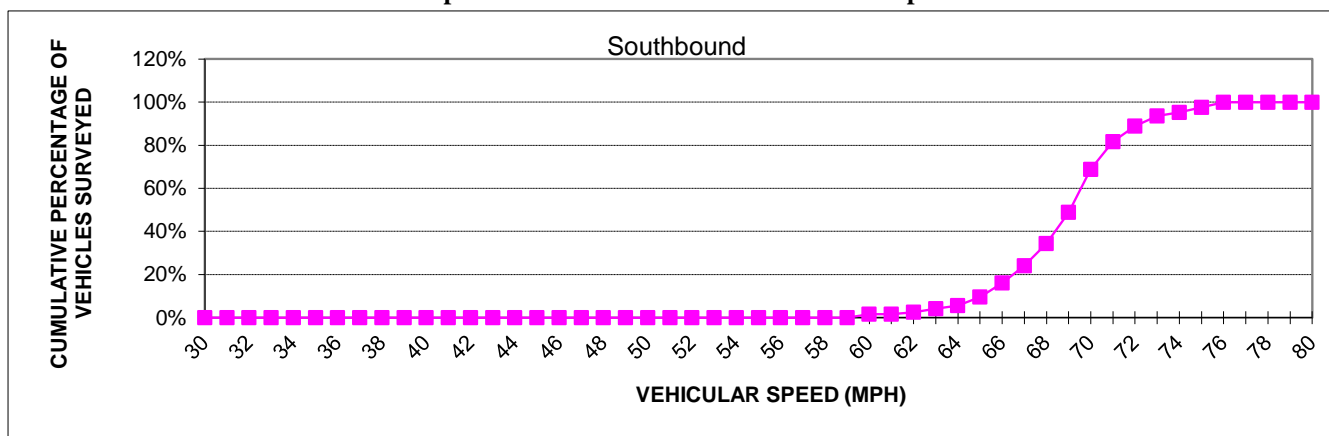 Southbound
CUMULATIVE PERCENTAGE OF
VEHICLES SURVEYED
120%
100%
80%
60%
40%
20%
0%
30 32 34 36 38 40 42 44 46 48 50 52 54 56 58 60 62 64 66 68 70 72 74 76 78 80
VEHICULAR SPEED (MPH)